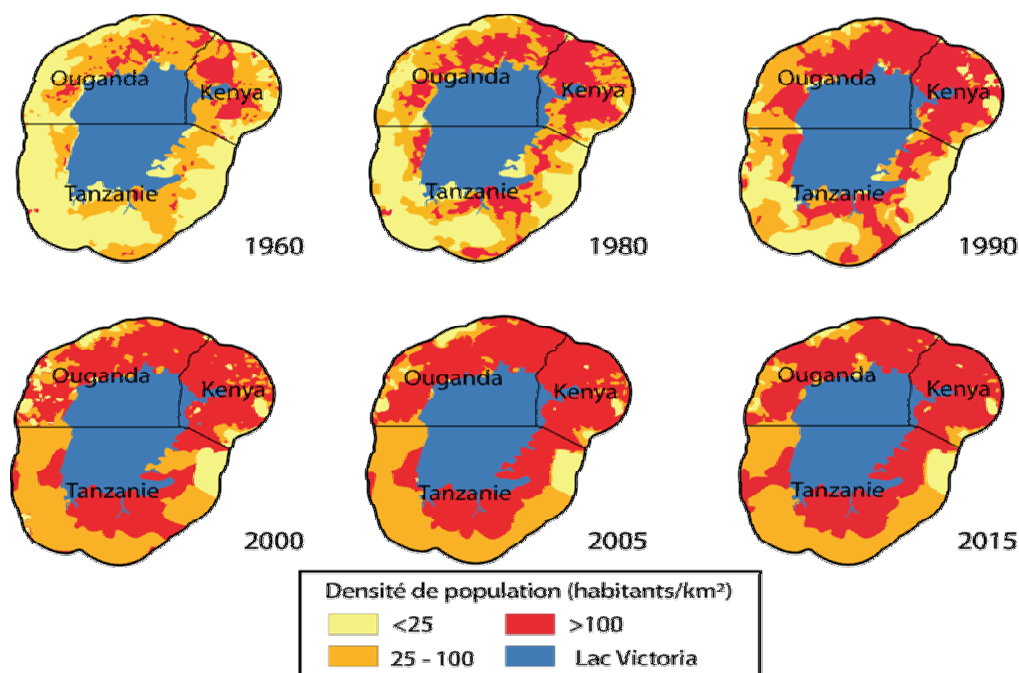 Ouganda
Kenya
Tanzanie
1960
Ouganda
Kenya
Tanzanie
1980
Ouganda
Kenya
Tanzanie
1990
Ouganda
Kenya
Tanzanie
2000
Ouganda
Kenya
Tanzanie
2005
Ouganda
Kenya
Tanzanie
2015
Densité de population (habitants/km²)
<25 >100
25 - 100 Lac Victoria